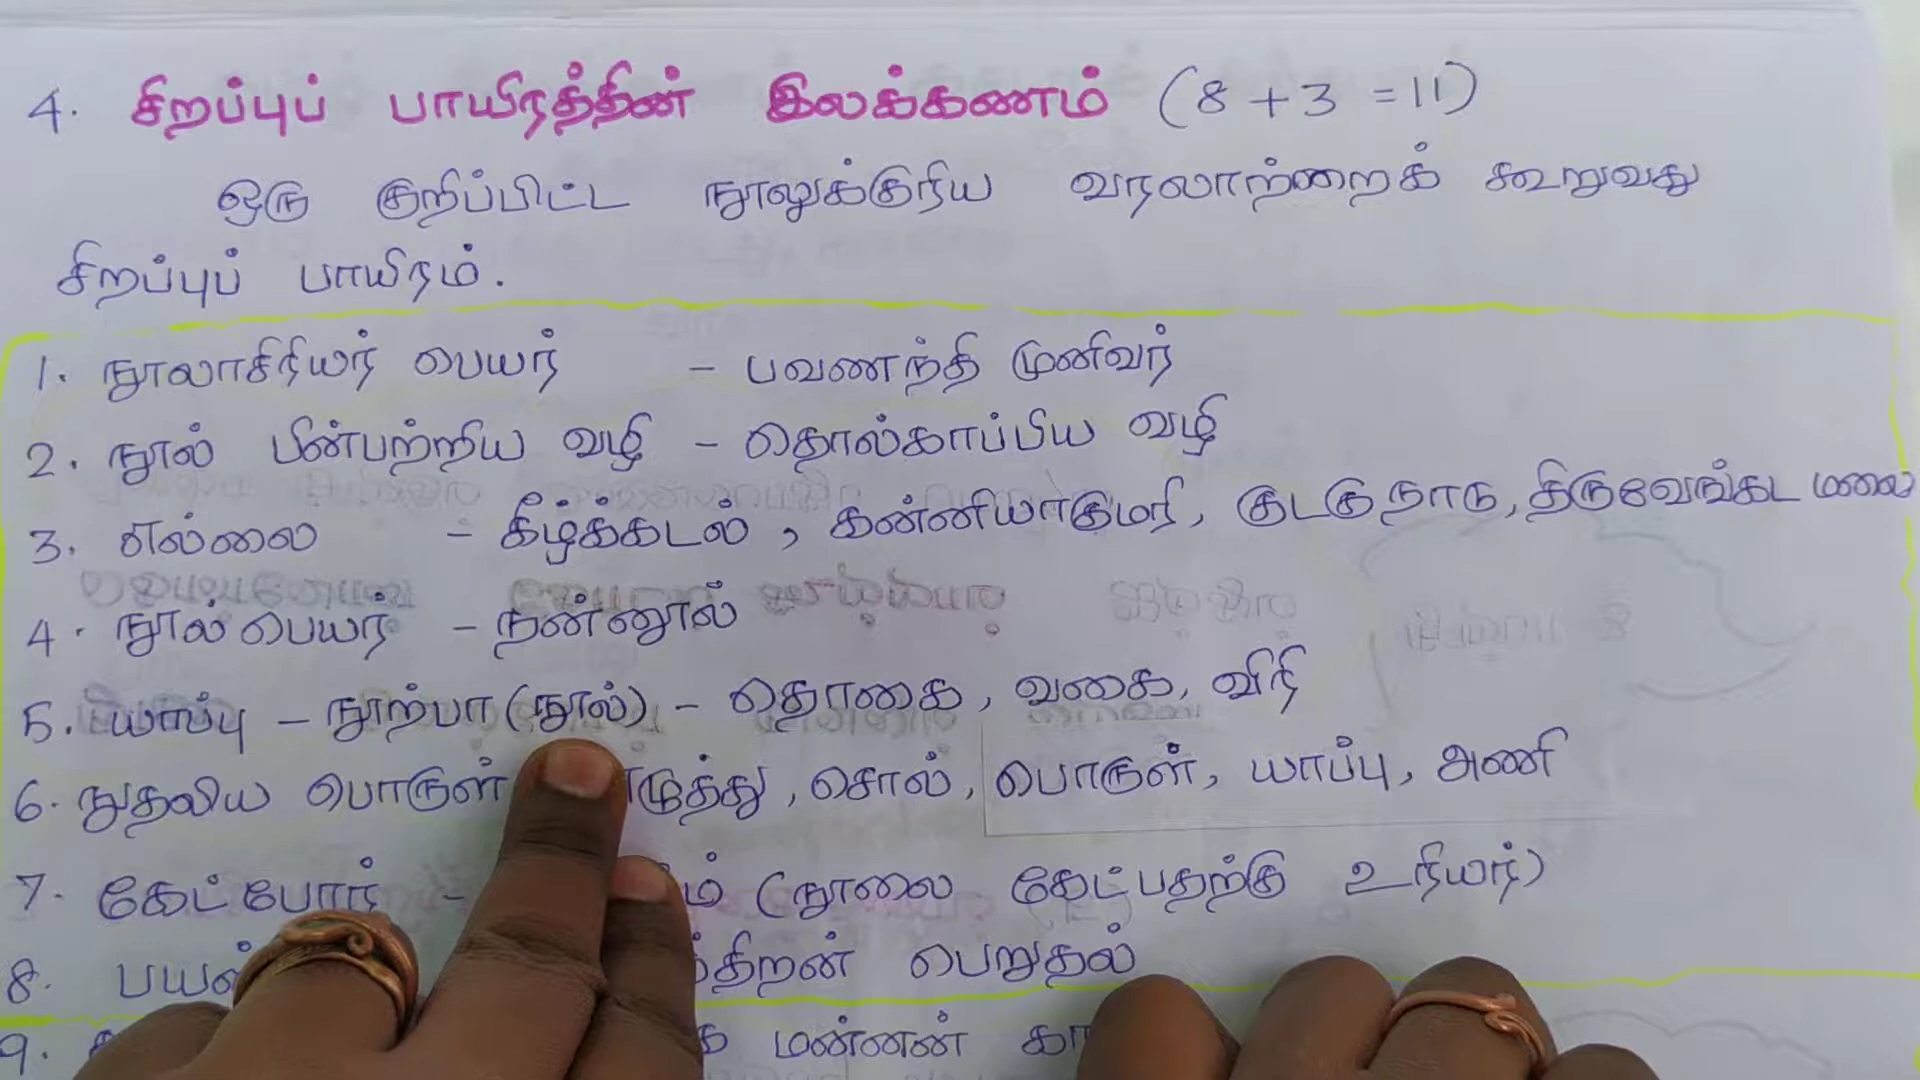 4. சிறப்புப் பாயிரத்தின் இலக்கணம் (8 + 3 = 11)
ஒரு குறிப்பிட்ட நூலுக்குரிய வரலாற்றைக் கூறுவது
சிறப்புப் பாயிரம்.
1. நூலாசிரியர் பெயர் - பவணந்தி முனிவர்
2. நூல் பின்பற்றிய வழி - தொல்காப்பிய வழி
3. எல்லை - கீழ்க்கடல், கன்னியாகுமரி, குடகு நாடு, திருவேங்கட மலை
4. நூல் பெயர் - நன்னூல்
5. யாப்பு - நூற்பா (நூல்) - தொகை, வகை, விரி
6. நுதலிய பொருள் ழுத்து, சொல், பொருள், யாப்பு, அணி
7. கேட்போர் - ம் (நூலை கேட்பதற்கு உரியர்)
8. த்திறன் பெறுதல்
9. மன்னன்